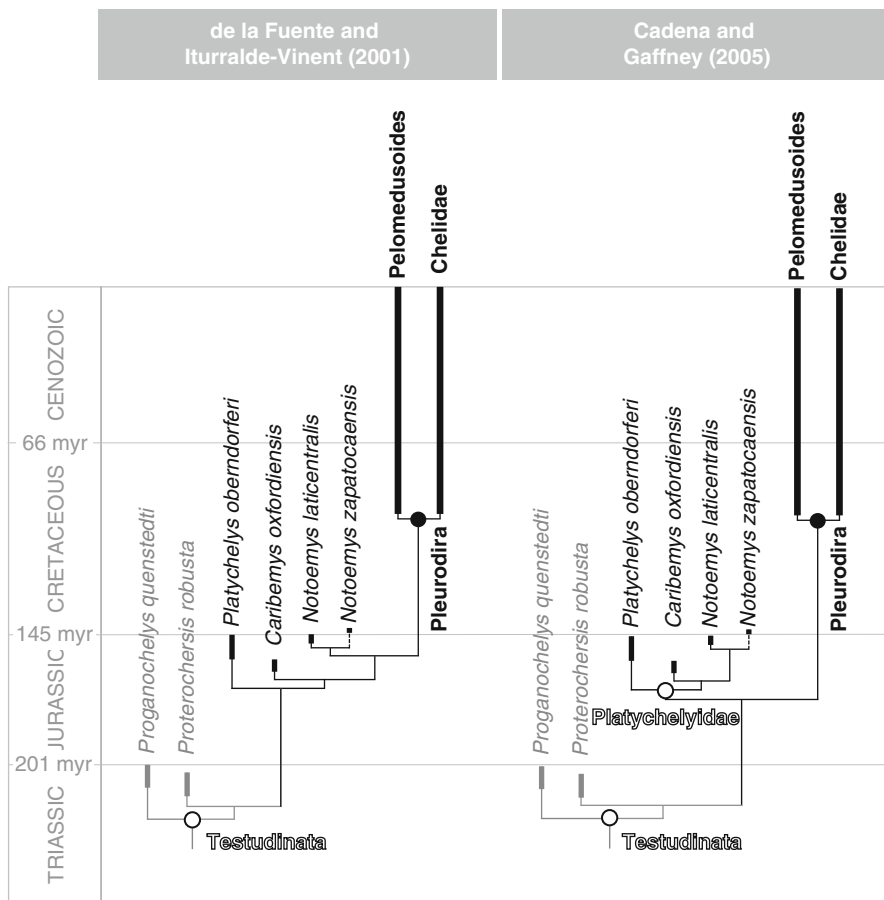 de la Fuente and
Iturralde-Vinent (2001)
Cadena and
Gaffney (2005)
Pelomedusoides
Chelidae
Pelomedusoides
Chelidae
CENOZOIC
66 myr
CRETACEOUS
145 myr
JURASSIC
201 myr
TRIASSIC
Proganochelys quenstedti
Proterochersis robusta
Platychelys oberndorferi
Caribemys oxfordiensis
Notoemys laticentralis
Notoemys zapatocaensis
Pleurodira
Testudinata
Proganochelys quenstedti
Proterochersis robusta
Platychelys oberndorferi
Caribemys oxfordiensis
Notoemys laticentralis
Notoemys zapatocaensis
Pleurodira
Platychelyidae
Testudinata